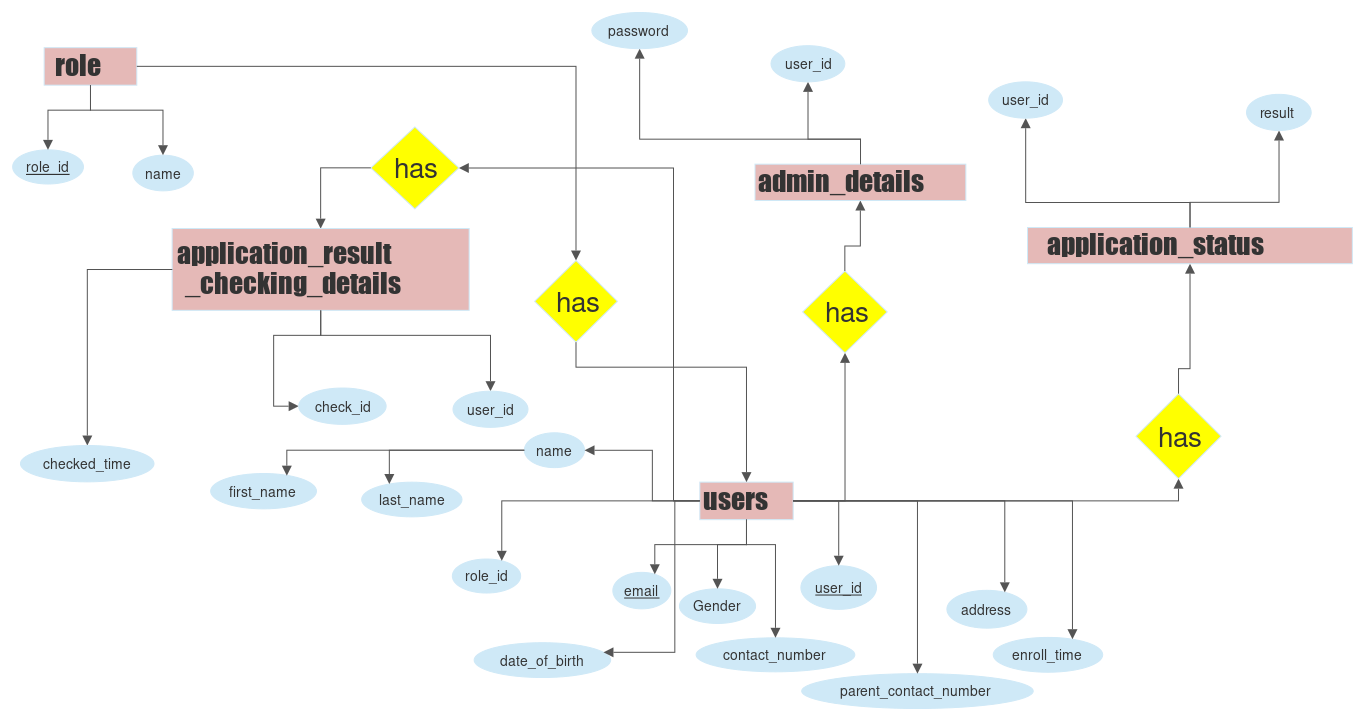 password
role
user_id
user_id
result
role_id
name
has
admin_details
application_result
_checking_details
application_status
has
has
check_id
user_id
has
name
checked_time
first_name
last_name
users
role_id
email
Gender
user_id
address
date_of_birth
contact_number
enroll_time
parent_contact_number